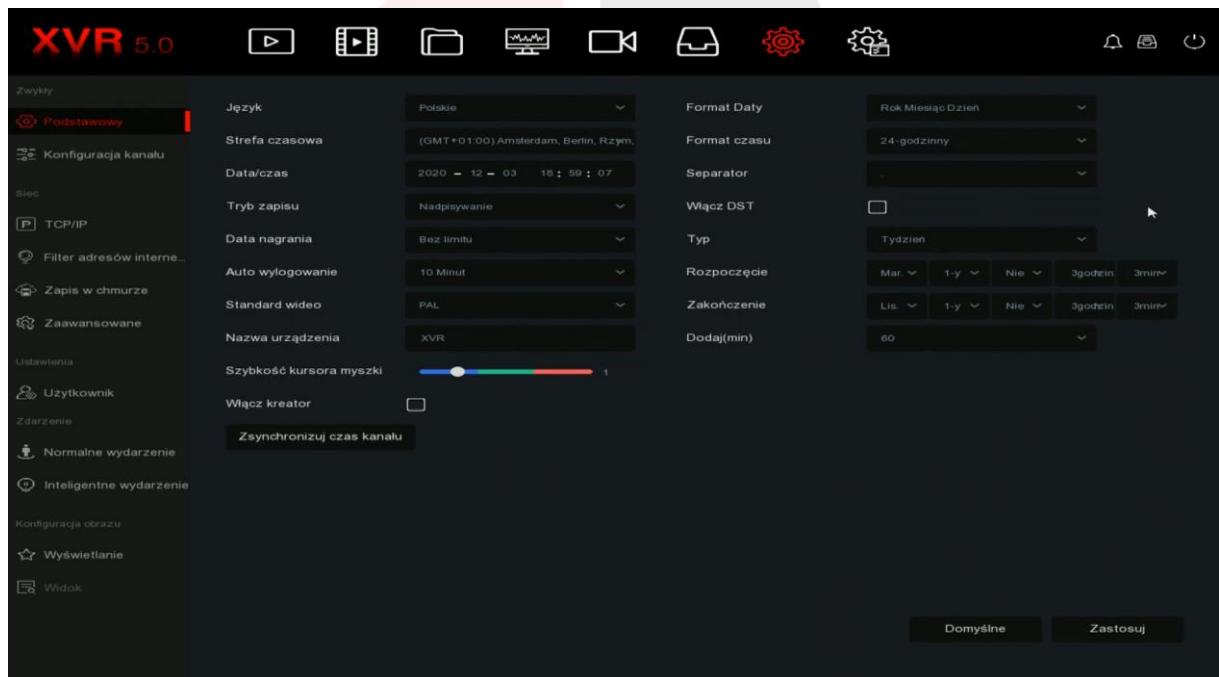 XVR 5.0
Zwykły
Podstawowy
Konfiguracja kanału
Siec
TCP/IP
Filter adresów interne...
Zapis w chmurze
Zaawansowane
Ustawienia
Użytkownik
Zdarzenie
Normalne wydarzenie
Inteligentne wydarzenie
Konfiguracja obrazu
Wyświetlanie
Widok
Język Polskie
Strefa czasowa (GMT+01:00) Amsterdam, Berlin, Rzym,
Data/czas 2020 - 12 - 03 18 : 59 : 07
Tryb zapisu Nadpisywanie
Data nagrania Bez limitu
Auto wylogowanie 10 Minut
Standard wideo PAL
Nazwa urządzenia XVR
Szybkość kursora myszki 1
Włącz kreator
Zsynchronizuj czas kanału
Format Daty Rok Miesiąc Dzień
Format czasu 24-godzinny
Separator .
Włącz DST
Typ Tydzień
Rozpoczęcie Mar. 1-y Nie 3godzin 3min
Zakończenie Lis. 1-y Nie 3godzin 3min
Dodaj(min) 60
Domyślne Zastosuj